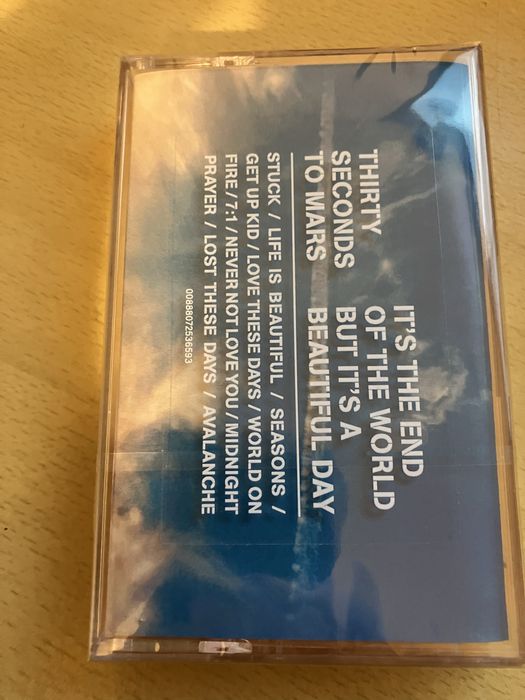 THIRTY
SECONDS
TO MARS
IT'S THE END
OF THE WORLD
BUT IT'S A
BEAUTIFUL DAY
STUCK / LIFE IS BEAUTIFUL / SEASONS /
GET UP KID / LOVE THESE DAYS / WORLD ON
FIRE / 7:1 / NEVER NOT LOVE YOU / MIDNIGHT
PRAYER / LOST THESE DAYS / AVALANCHE
00888072536593